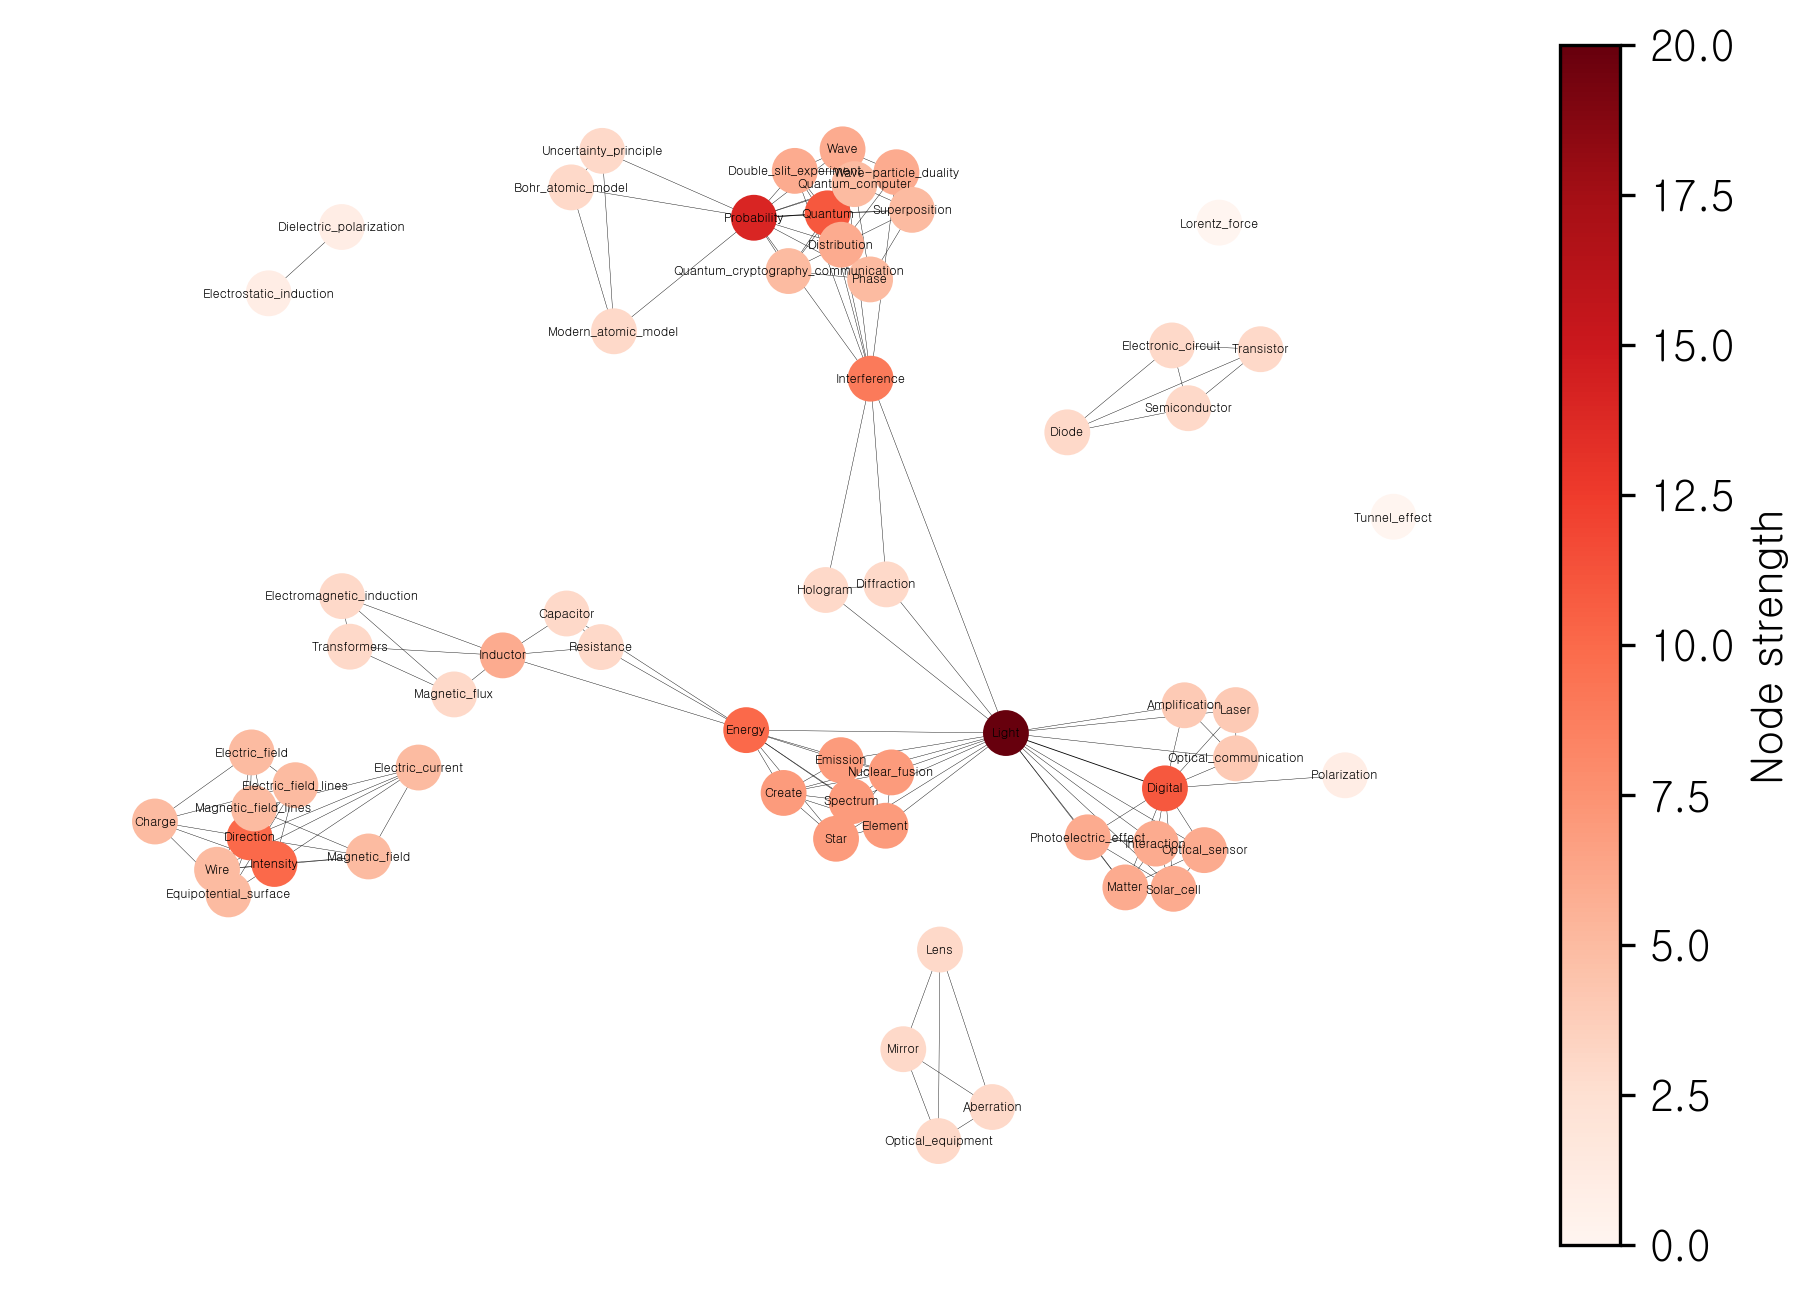 Uncertainty_principle
Wave
Double_slit_experiment
Wave-particle_duality
Bohr_atomic_model
Quantum_computer
Probability
Quantum
Superposition
Dielectric_polarization
Lorentz_force
Distribution
Quantum_cryptography_communication
Phase
Electrostatic_induction
Modern_atomic_model
Electronic_circuit
Transistor
Interference
Semiconductor
Diode
Tunnel_effect
Hologram
Diffraction
Electromagnetic_induction
Capacitor
Transformers
Inductor
Resistance
Magnetic_flux
Amplification
Laser
Energy
Light
Electric_field
Emission
Optical_communication
Electric_current
Nuclear_fusion
Polarization
Electric_field_lines
Create
Spectrum
Digital
Magnetic_field_lines
Charge
Direction
Star
Element
Photoelectric_effect
Interaction
Optical_sensor
Magnetic_field
Wire
Intensity
Matter
Solar_cell
Equipotential_surface
Lens
Mirror
Aberration
Optical_equipment
20.0
17.5
15.0
12.5
10.0
7.5
5.0
2.5
0.0
Node strength